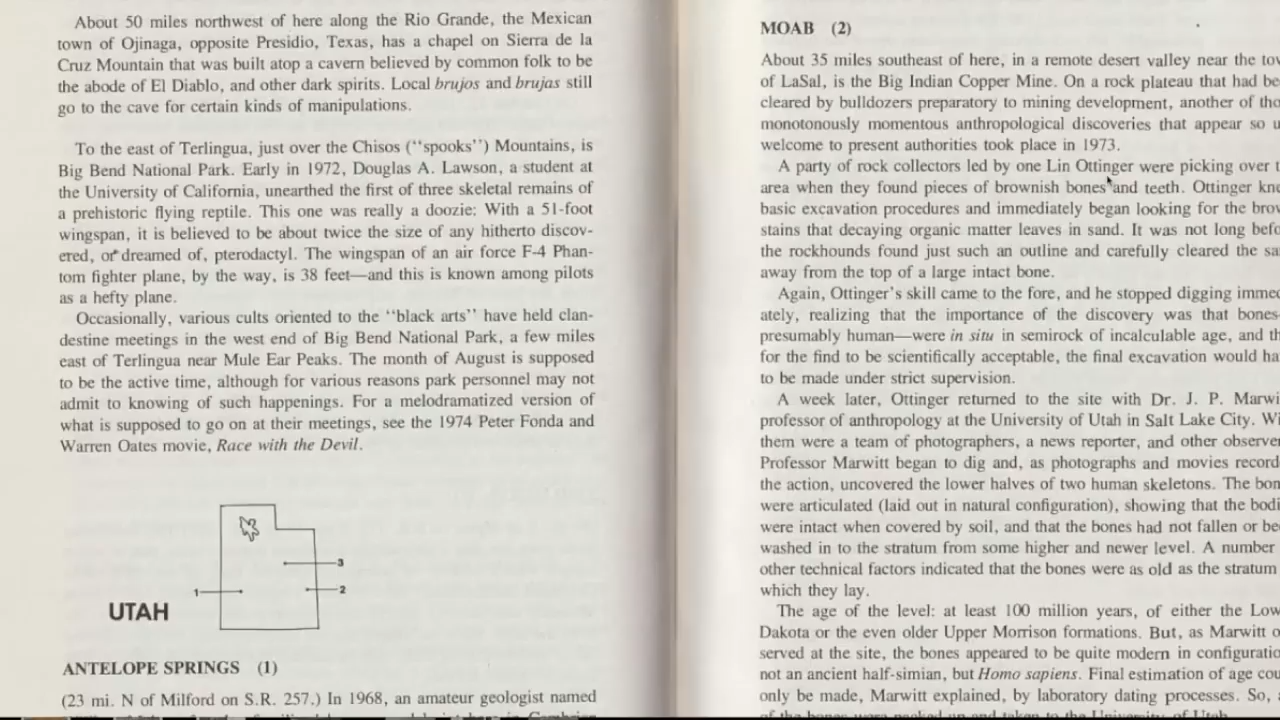 About 50 miles northwest of here along the Rio Grande, the Mexican
town of Ojinaga, opposite Presidio, Texas, has a chapel on Sierra de la
Cruz Mountain that was built atop a cavern believed by common folk to be
the abode of El Diablo, and other dark spirits. Local brujos and brujas still
go to the cave for certain kinds of manipulations.
To the east of Terlingua, just over the Chisos (“spooks”) Mountains, is
Big Bend National Park. Early in 1972, Douglas A. Lawson, a student at
the University of California, unearthed the first of three skeletal remains of
a prehistoric flying reptile. This one was really a doozie: With a 51-foot
wingspan, it is believed to be about twice the size of any hitherto discov-
ered, or dreamed of, pterodactyl. The wingspan of an air force F-4 Phan-
tom fighter plane, by the way, is 38 feet—and this is known among pilots
as a hefty plane.
Occasionally, various cults oriented to the “black arts” have held clan-
destine meetings in the west end of Big Bend National Park, a few miles
east of Terlingua near Mule Ear Peaks. The month of August is supposed
to be the active time, although for various reasons park personnel may not
admit to knowing of such happenings. For a melodramatized version of
what is supposed to go on at their meetings, see the 1974 Peter Fonda and
Warren Oates movie, Race with the Devil.
3
1
2
UTAH
ANTELOPE SPRINGS (1)
(23 mi. N of Milford on S.R. 257.) In 1968, an amateur geologist named
MOAB (2)
About 35 miles southeast of here, in a remote desert valley near the
of LaSal, is the Big Indian Copper Mine. On a rock plateau that had
cleared by bulldozers preparatory to mining development, another of
monotonously momentous anthropological discoveries that appear so
welcome to present authorities took place in 1973.
A party of rock collectors led by one Lin Ottinger were picking over
area when they found pieces of brownish bones and teeth. Ottinger
basic excavation procedures and immediately began looking for the
stains that decaying organic matter leaves in sand. It was not long
the rockhounds found just such an outline and carefully cleared the
away from the top of a large intact bone.
Again, Ottinger’s skill came to the fore, and he stopped digging immedi
ately, realizing that the importance of the discovery was that bones—
presumably human—were in situ in semirock of incalculable age, and
for the find to be scientifically acceptable, the final excavation would
to be made under strict supervision.
A week later, Ottinger returned to the site with Dr. J. P.
professor of anthropology at the University of Utah in Salt Lake City.
them were a team of photographers, a news reporter, and other
Professor Marwitt began to dig and, as photographs and movies
the action, uncovered the lower halves of two human skeletons. The
were articulated (laid out in natural configuration), showing that the
were intact when covered by soil, and that the bones had not fallen or
washed in to the stratum from some higher and newer level. A number
other technical factors indicated that the bones were as old as the stratum
which they lay.
The age of the level: at least 100 million years, of either the
Dakota or the even older Upper Morrison formations. But, as Marwitt
served at the site, the bones appeared to be quite modern in
not an ancient half-simian, but Homo sapiens. Final estimation of age
only be made, Marwitt explained, by laboratory dating processes. So,